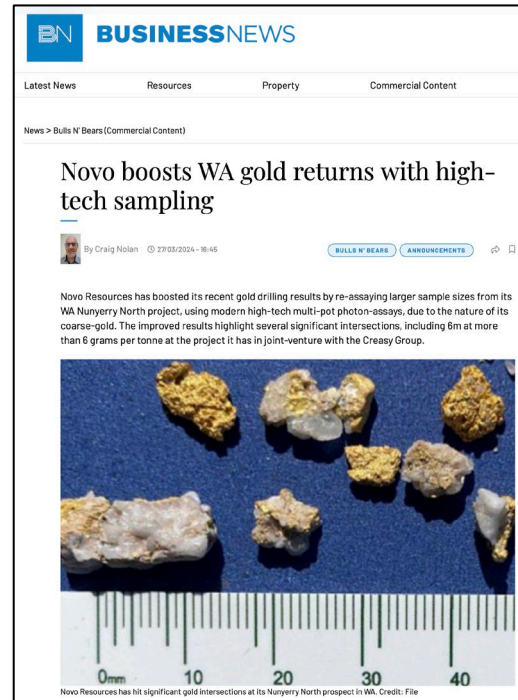 BN BUSINESSNEWS
Latest News Resources Property Commercial Content
News > Bulls N' Bears (Commercial Content)
Novo boosts WA gold returns with high-
tech sampling
By Craig Nolan 27/03/2024 - 16:45 BULLS N' BEARS ANNOUNCEMENTS
Novo Resources has boosted its recent gold drilling results by re-assaying larger sample sizes from its
WA Nunyerry North project, using modern high-tech multi-pot photon-assays, due to the nature of its
coarse-gold. The improved results highlight several significant intersections, including 6m at more
than 6 grams per tonne at the project it has in joint-venture with the Creasy Group.
0mm 10 20 30 40
Novo Resources has hit significant gold intersections at its Nunyerry North prospect in WA. Credit: File